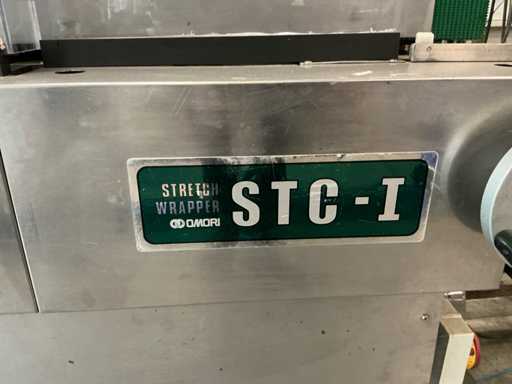 STRETCH
WRAPPER
OMORI
STC-I